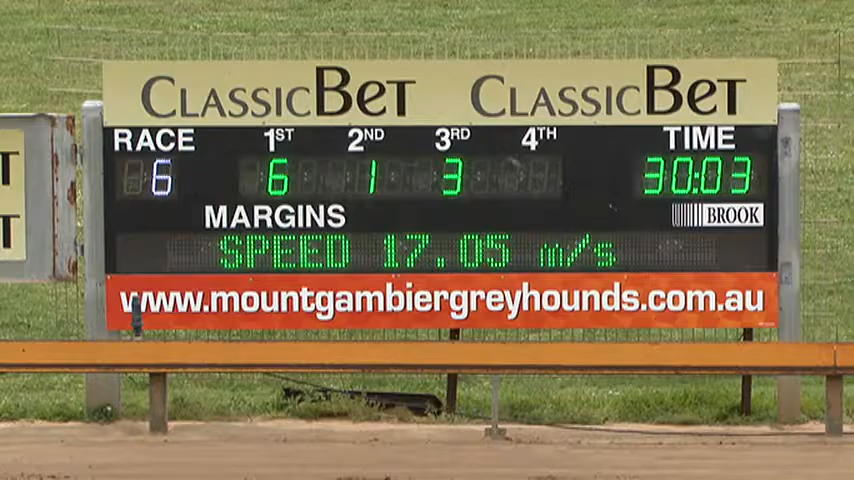 CLASSICBET CLASSICBET
RACE 1ST 2ND 3RD 4TH TIME
6 6 1 3 30:03
MARGINS BROOK
SPEED 17.05 m/s
www.mountgambiergreyhounds.com.au
T
T